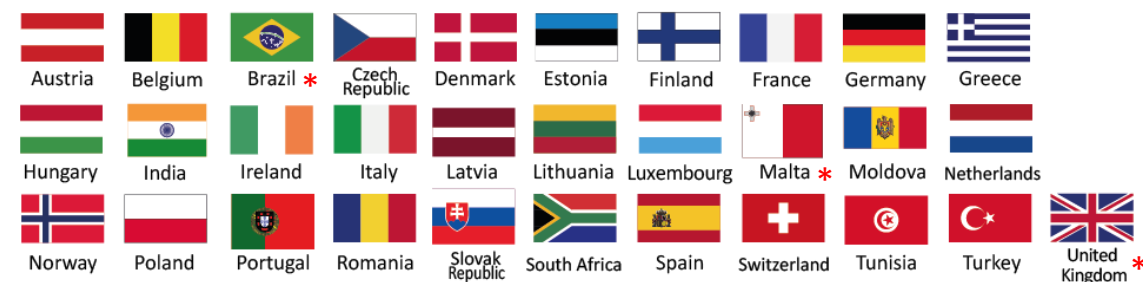 Austria Belgium Brazil * Czech Republic Denmark Estonia Finland France Germany Greece
Hungary India Ireland Italy Latvia Lithuania Luxembourg Malta * Moldova Netherlands
Norway Poland Portugal Romania Slovak Republic South Africa Spain Switzerland Tunisia Turkey United Kingdom *